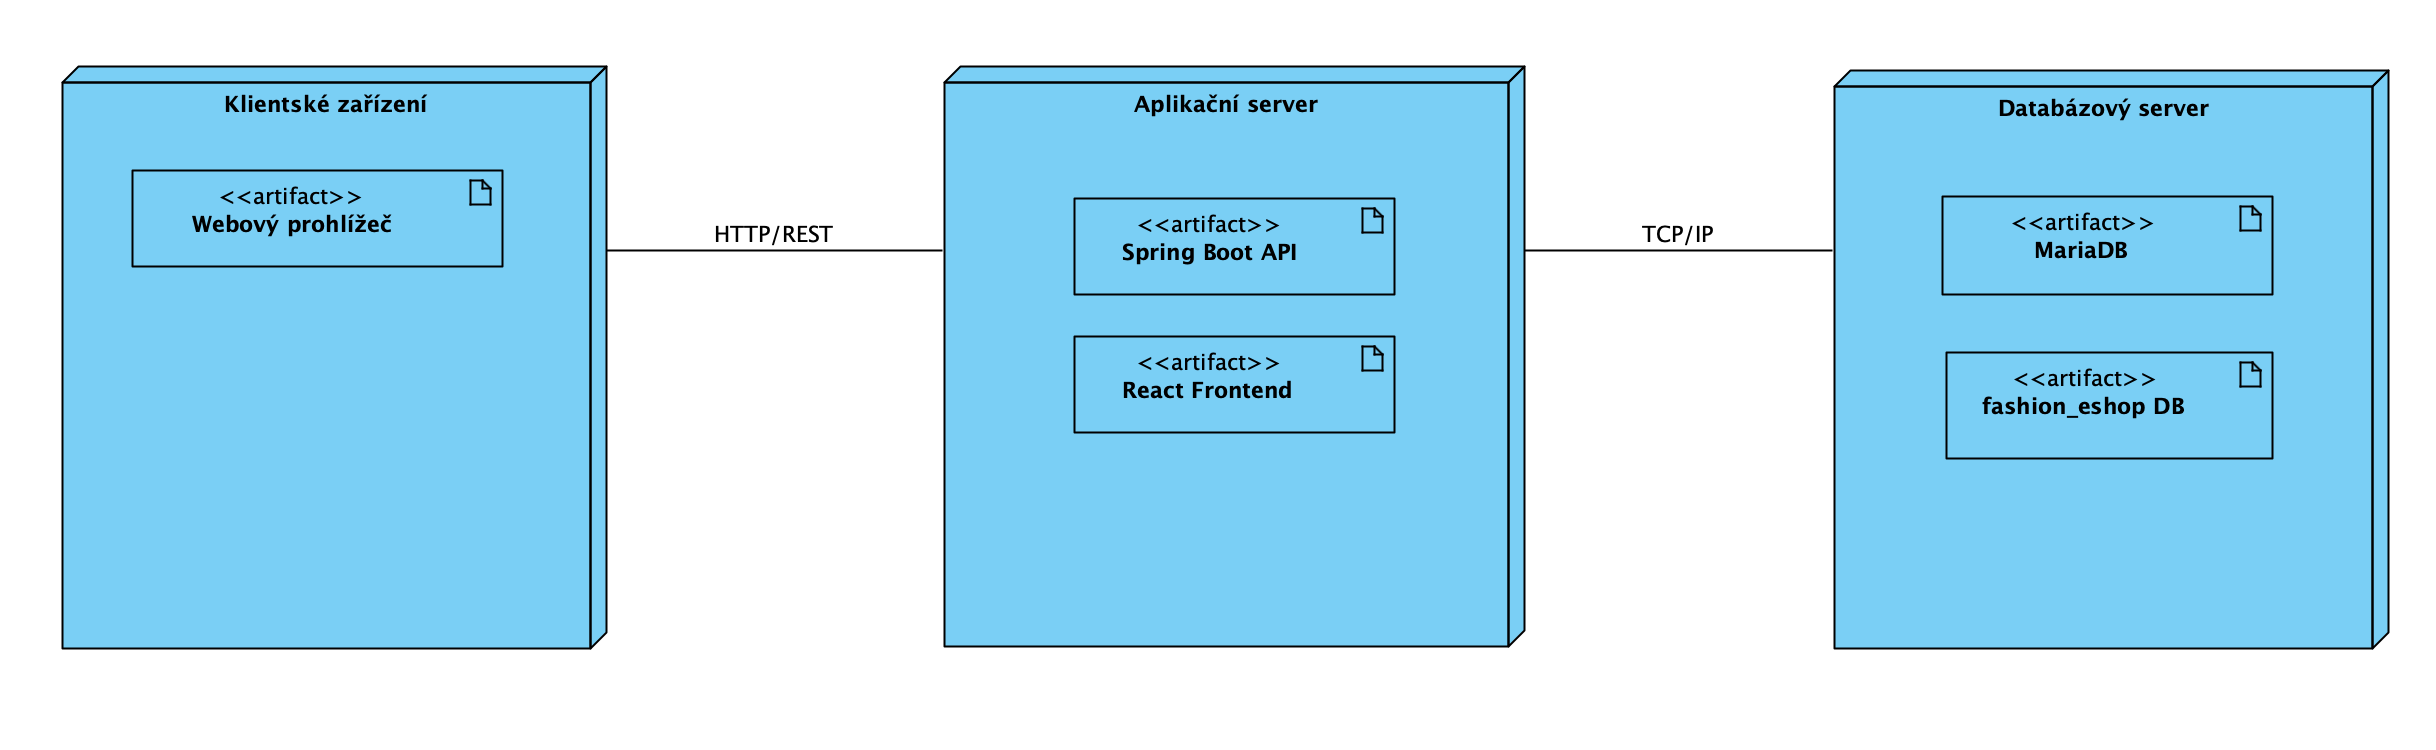 Klientské zařízení
<<artifact>>
Webový prohlížeč
HTTP/REST
Aplikační server
<<artifact>>
Spring Boot API
<<artifact>>
React Frontend
TCP/IP
Databázový server
<<artifact>>
MariaDB
<<artifact>>
fashion_eshop DB